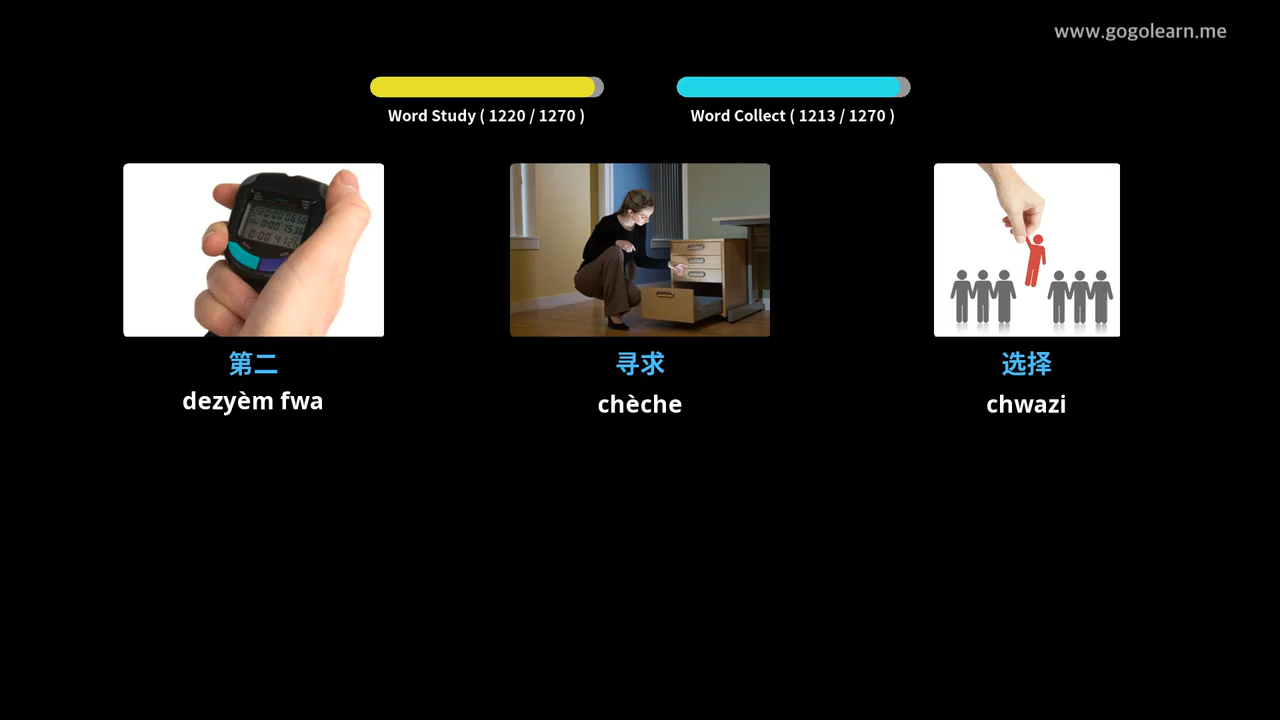 www.gogolearn.me
Word Study ( 1220 / 1270 )
Word Collect ( 1213 / 1270 )
第二
寻求
选择
dezyèm fwa
chèche
chwazi